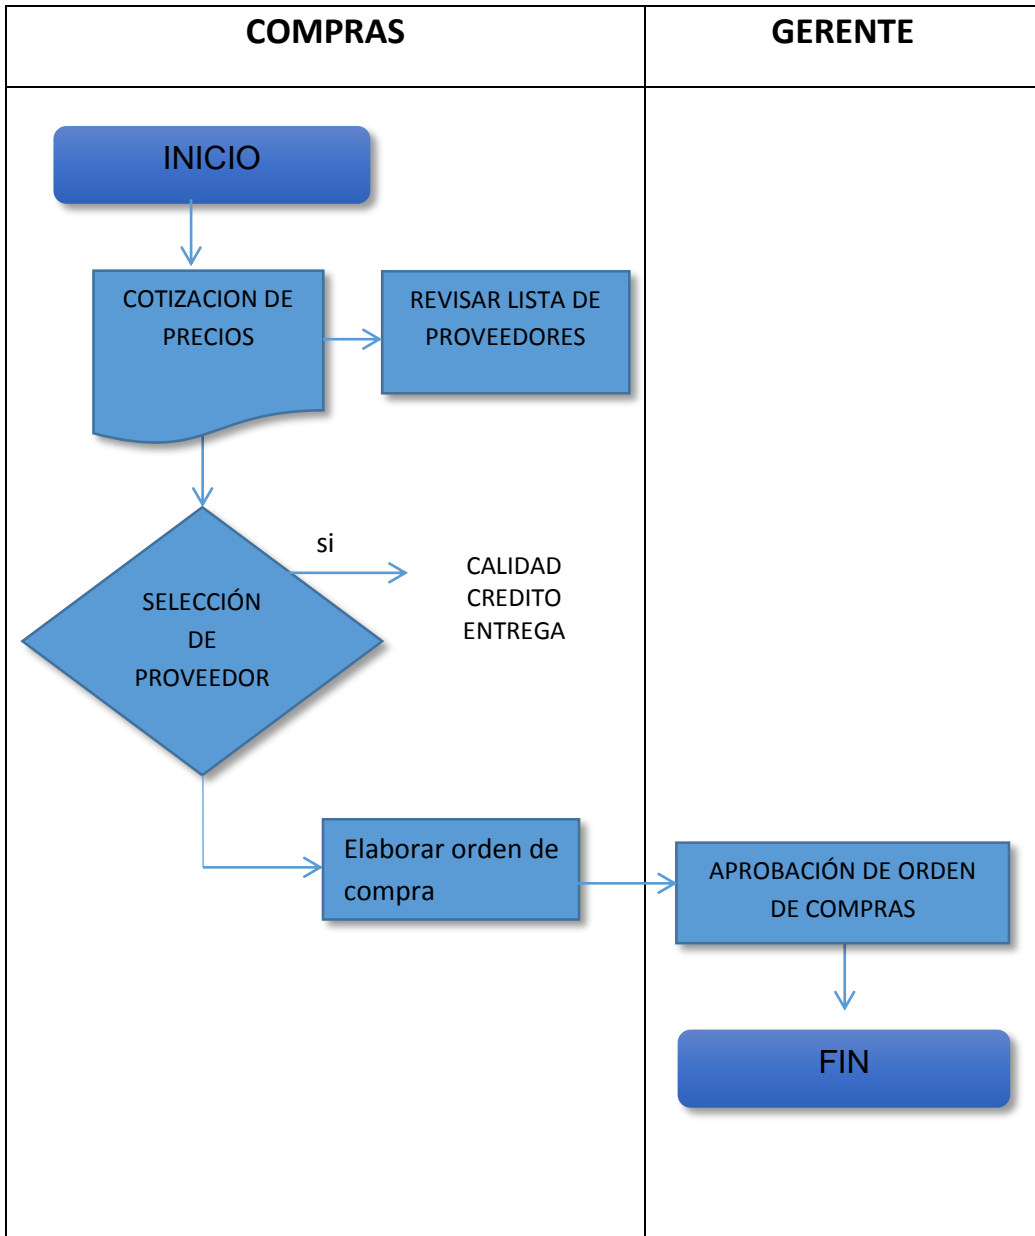 COMPRAS
GERENTE
INICIO
COTIZACION DE
PRECIOS
REVISAR LISTA DE
PROVEEDORES
si
CALIDAD
CREDITO
ENTREGA
SELECCIÓN
DE
PROVEEDOR
Elaborar orden de
compra
APROBACIÓN DE ORDEN
DE COMPRAS
FIN